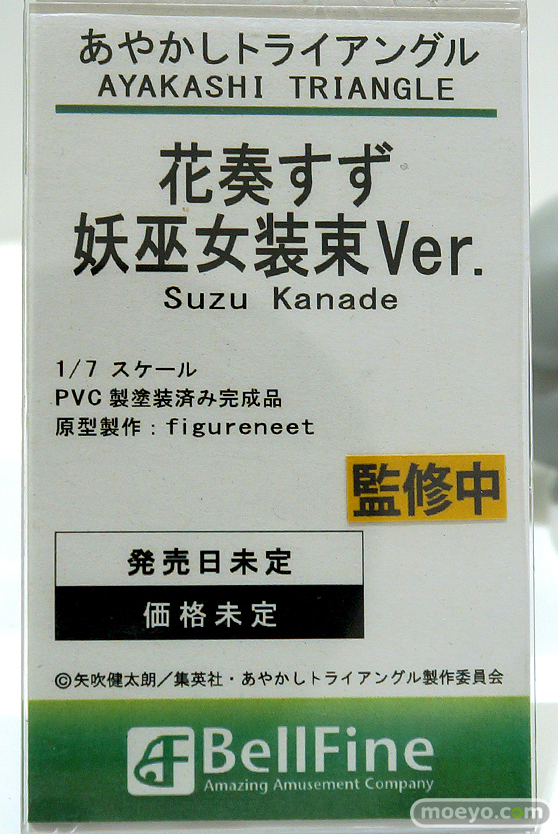 あやかしトライアングル
AYAKASHI TRIANGLE
花奏すず
妖巫女装束Ver.
Suzu Kanade
1/7 スケール
PVC製塗装済み完成品
原型製作：figureneet
監修中
発売日未定
価格未定
©矢吹健太朗／集英社・あやかしトライアングル製作委員会
BellFine
Amazing Amusement Company
moeyo.com